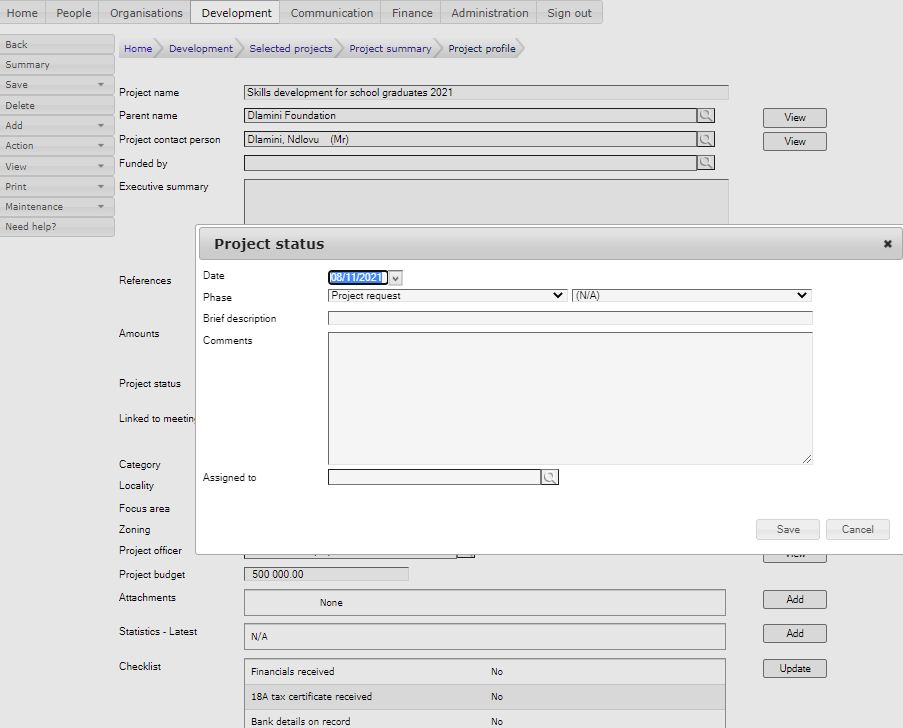 Home People Organisations Development Communication Finance Administration Sign out
Back
Summary
Save
Delete
Add
Action
View
Print
Maintenance
Need help?
Home Development Selected projects Project summary Project profile
Project name Skills development for school graduates 2021
Parent name Dlamini Foundation View
Project contact person Dlamini, Ndlovu (Mr) View
Funded by
Executive summary
References
Amounts
Project status
Linked to meeting
Category
Locality
Focus area
Zoning
Project officer View
Project status
Date 08/11/2021
Phase Project request (N/A)
Brief description
Comments
Assigned to
Save Cancel
Project budget 500 000.00
Attachments None Add
Statistics - Latest N/A Add
Checklist Financials received No Update
18A tax certificate received No
Bank details on record No